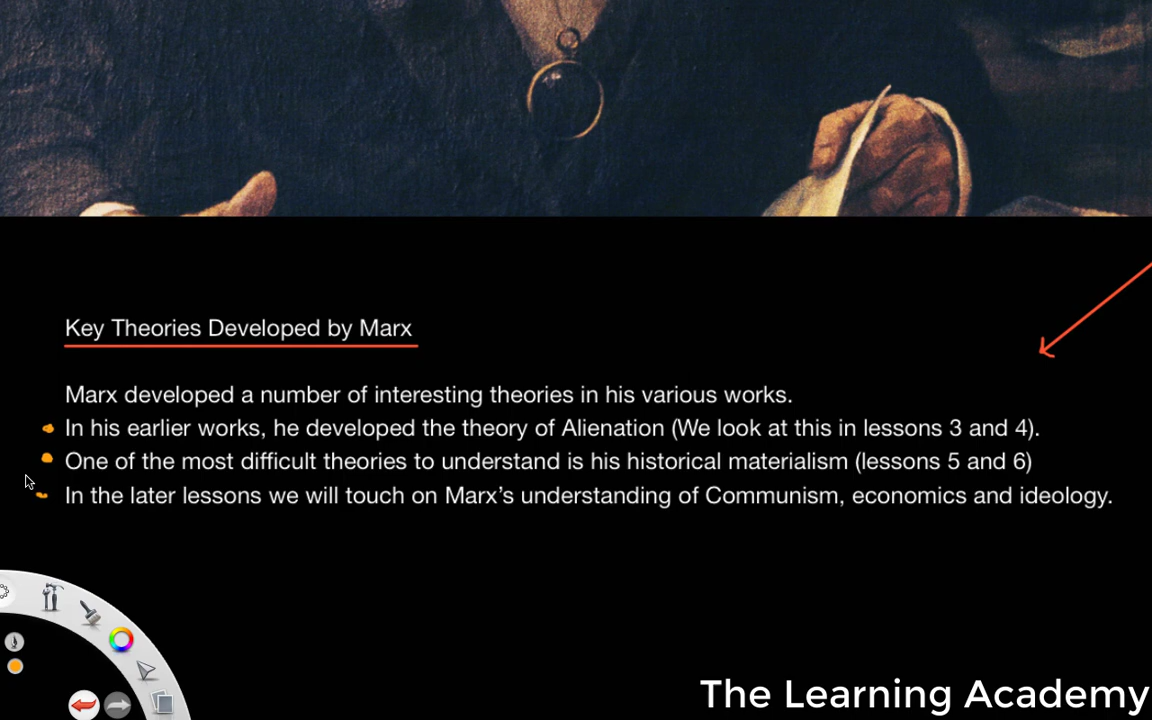 Key Theories Developed by Marx
Marx developed a number of interesting theories in his various works.
In his earlier works, he developed the theory of Alienation (We look at this in lessons 3 and 4).
One of the most difficult theories to understand is his historical materialism (lessons 5 and 6)
In the later lessons we will touch on Marx’s understanding of Communism, economics and ideology.
The Learning Academy